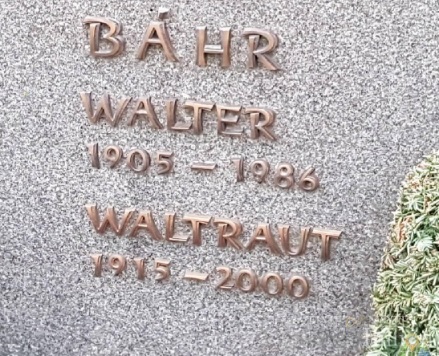 BÄHR
WALTER
1905 – 1986
WALTRAUT
1915 – 2000